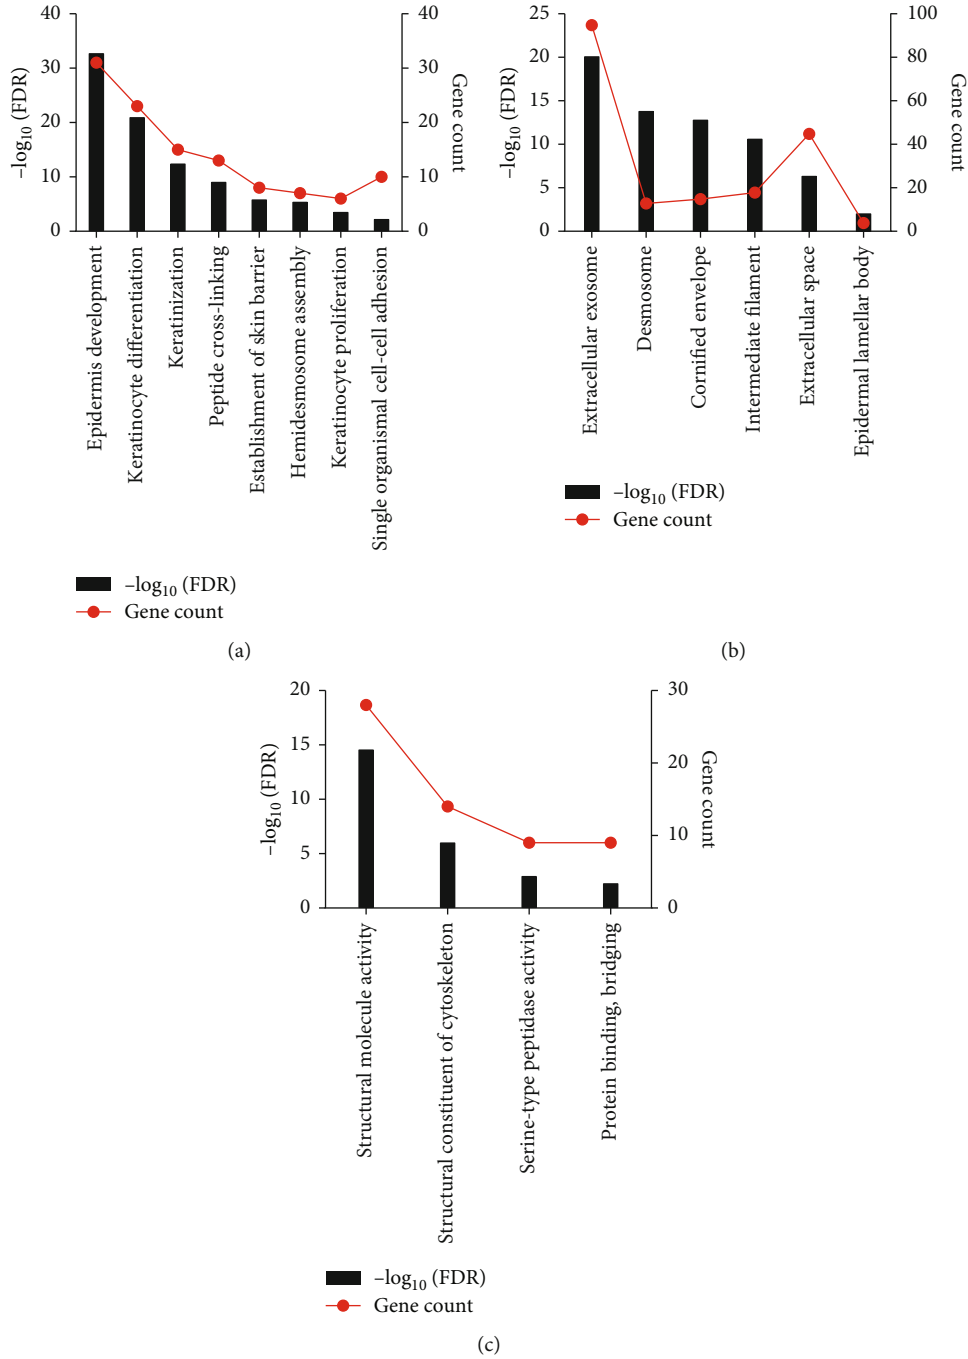 40
30
20
10
0
–log10 (FDR)
40
30
20
10
0
Gene count
Epidermis development
Keratinocyte differentiation
Keratinization
Peptide cross-linking
Establishment of skin barrier
Hemidesmosome assembly
Keratinocyte proliferation
Single organismal cell-cell adhesion
–log10 (FDR)
Gene count
(a)
25
20
15
10
5
0
–log10 (FDR)
100
80
60
40
20
0
Gene count
Extracellular exosome
Desmosome
Cornified envelope
Intermediate filament
Extracellular space
Epidermal lamellar body
–log10 (FDR)
Gene count
(b)
20
15
10
5
0
–log10 (FDR)
30
20
10
0
Gene count
Structural molecule activity
Structural constituent of cytoskeleton
Serine-type peptidase activity
Protein binding, bridging
–log10 (FDR)
Gene count
(c)